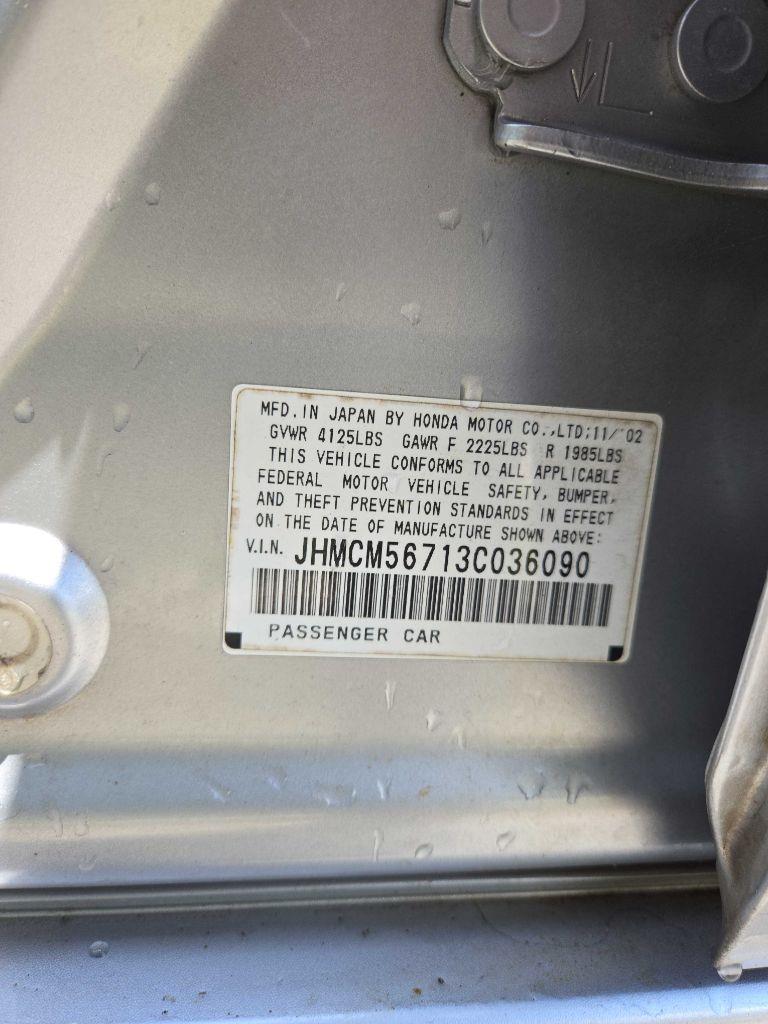 MFD. IN JAPAN BY HONDA MOTOR CO.,LTD;11/'02
GVWR 4125LBS GAWR F 2225LBS R 1985LBS
THIS VEHICLE CONFORMS TO ALL APPLICABLE
FEDERAL MOTOR VEHICLE SAFETY, BUMPER,
AND THEFT PREVENTION STANDARDS IN EFFECT
ON THE DATE OF MANUFACTURE SHOWN ABOVE:
V.I.N. JHMCM56713C036090
PASSENGER CAR